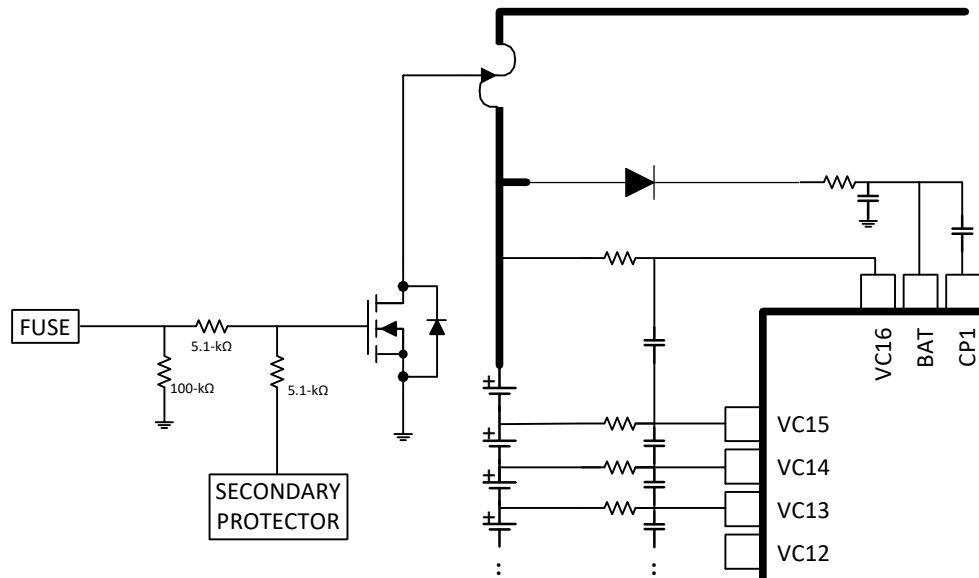 VC16
BAT
CP1
FUSE
5.1-kΩ
100-kΩ
5.1-kΩ
SECONDARY
PROTECTOR
+
VC15
+
VC14
+
VC13
+
VC12